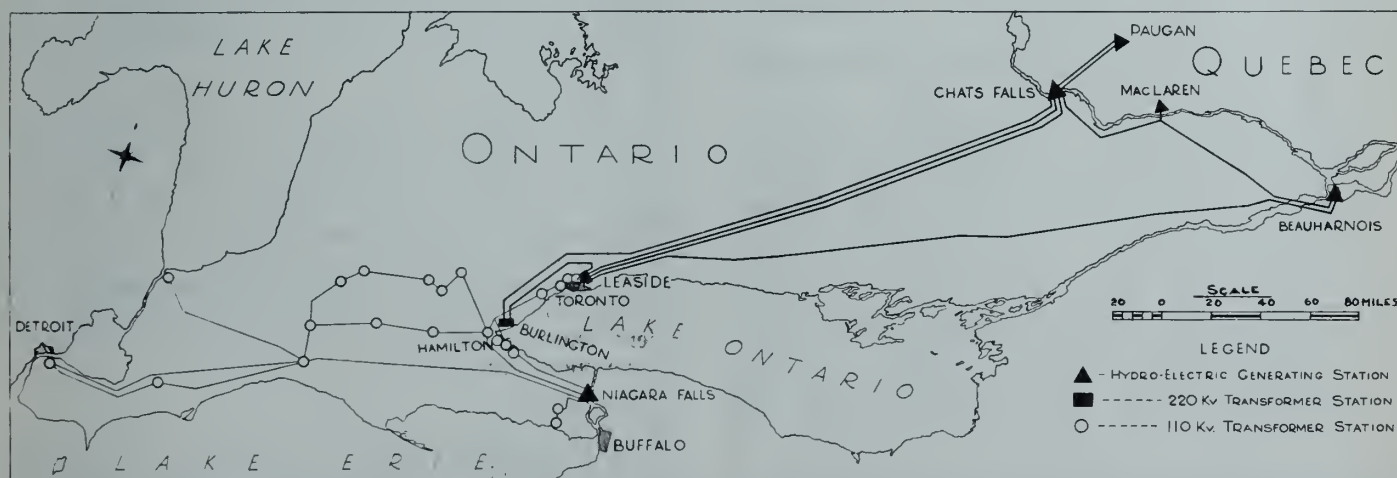 LAKE
HURON
ONTARIO
PAUGAN
QUEBEC
CHATS FALLS
MACLAREN
BEAUHARNOIS
LEASIDE
TORONTO
DETROIT
BURLINGTON
HAMILTON
LAKE ONTARIO
NIAGARA FALLS
BUFFALO
LAKE ERIE
SCALE
20 0 20 40 60 80 MILES
LEGEND
HYDRO-ELECTRIC GENERATING STATION
220 KV TRANSFORMER STATION
110 KV. TRANSFORMER STATION